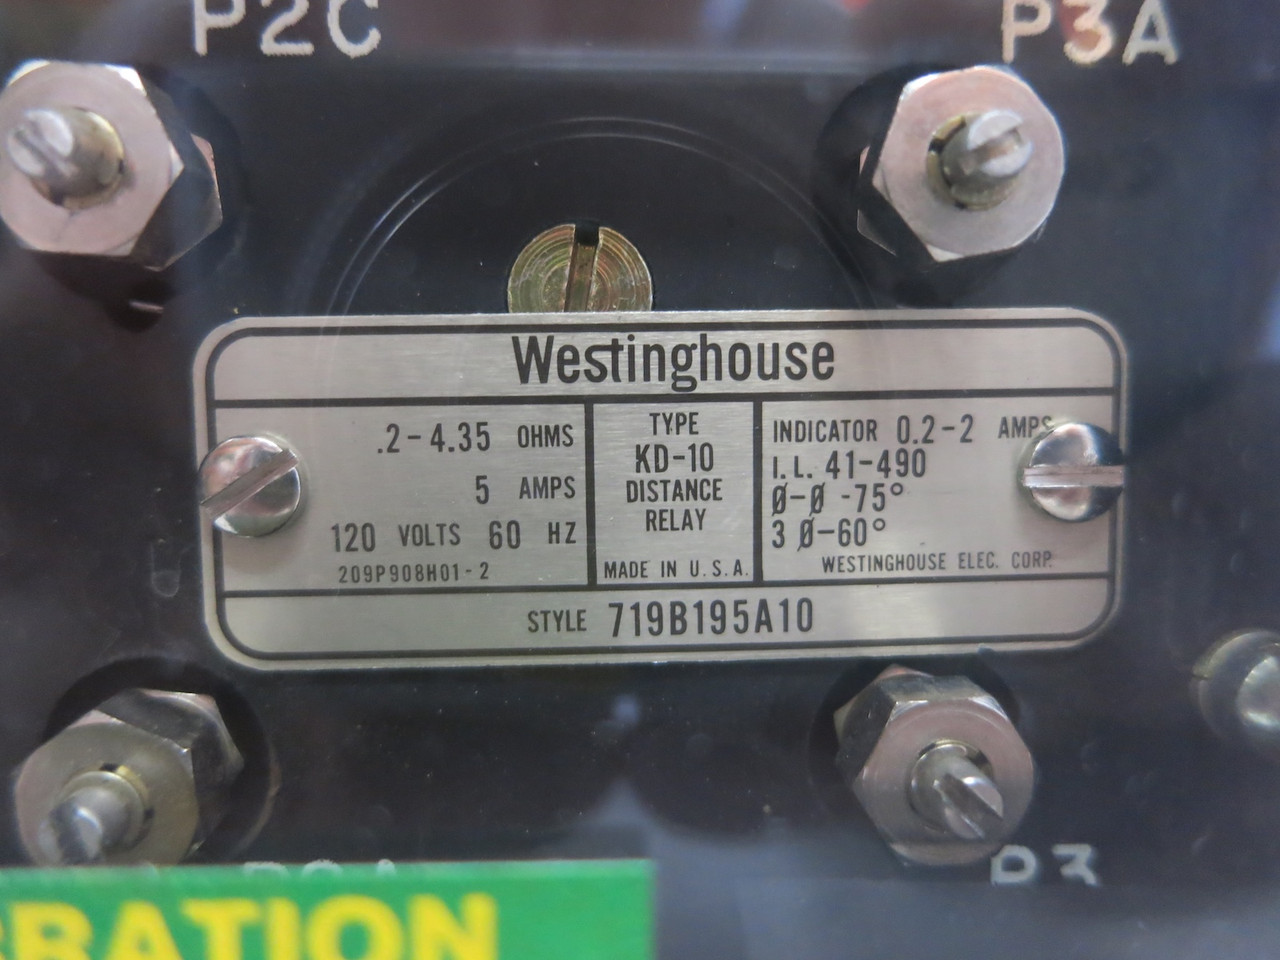 P2C
P3A
Westinghouse
.2-4.35 OHMS
5 AMPS
120 VOLTS 60 HZ
209P908H01-2
TYPE
KD-10
DISTANCE
RELAY
MADE IN U.S.A.
INDICATOR 0.2-2 AMPS
I.L. 41-490
Ø-Ø -75°
3 Ø-60°
WESTINGHOUSE ELEC. CORP.
STYLE 719B195A10
P3
BRATION